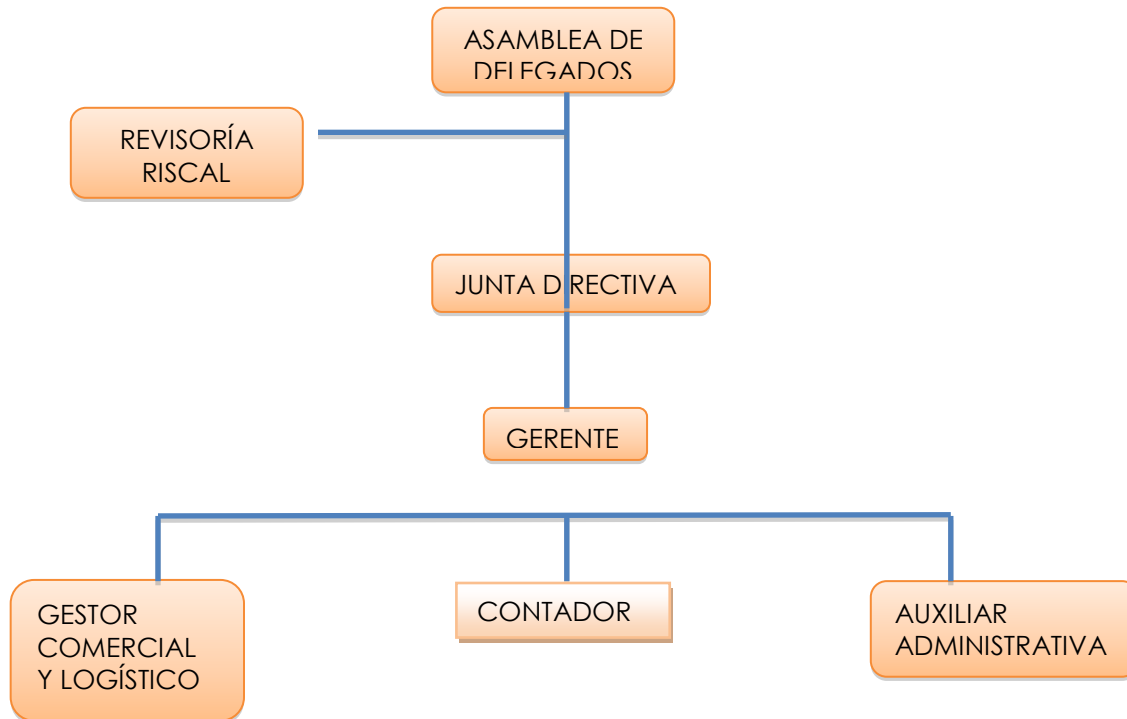 ASAMBLEA DE
DELEGADOS
REVISORÍA
RISCAL
JUNTA DIRECTIVA
GERENTE
GESTOR
COMERCIAL
Y LOGÍSTICO
CONTADOR
AUXILIAR
ADMINISTRATIVA